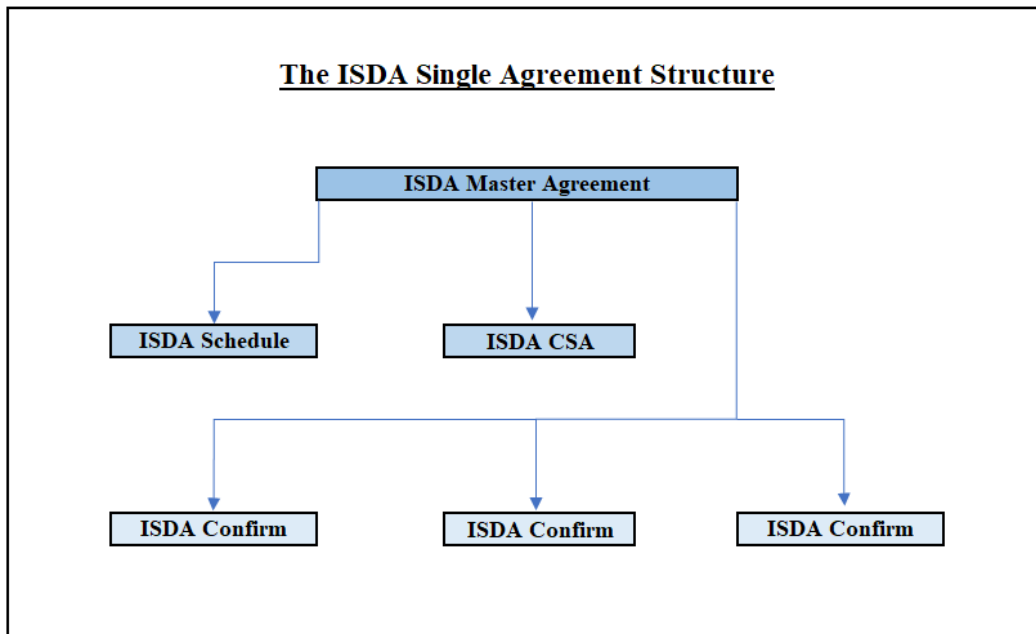 The ISDA Single Agreement Structure
ISDA Master Agreement
ISDA Schedule
ISDA CSA
ISDA Confirm
ISDA Confirm
ISDA Confirm